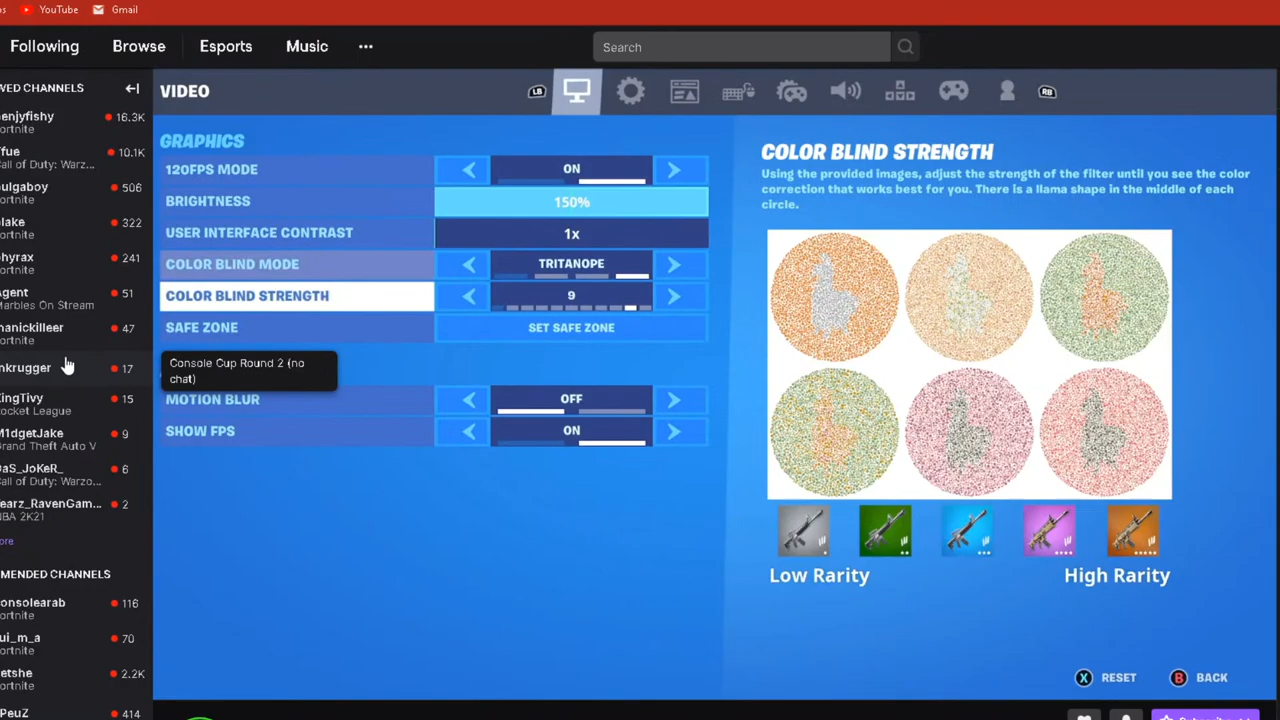 YouTube Gmail
Following Browse Esports Music ... Search
VIDEO LB RB
CHANNELS
enjyfishy 16.3K
ortnite
fue 10.1K
all of Duty: Warz...
ulgaboy 506
ortnite
lake 322
ortnite
hyrax 241
ortnite
gent 51
Marbles On Stream
manickilleer 47
ortnite
nkrugger 17
ingTivy 15
ocket League
M1dgetJake 9
rand Theft Auto V
aS_JoKeR_ 6
all of Duty: Warzo...
earz_RavenGam... 2
NBA 2K21
ore
MENDED CHANNELS
onsolearab 116
ortnite
ui_m_a 70
ortnite
etshe 2.2K
ortnite
PeuZ 414
GRAPHICS
120FPS MODE ON
BRIGHTNESS 150%
USER INTERFACE CONTRAST 1x
COLOR BLIND MODE TRITANOPE
COLOR BLIND STRENGTH 9
SAFE ZONE SET SAFE ZONE
Console Cup Round 2 (no
chat)
MOTION BLUR OFF
SHOW FPS ON
COLOR BLIND STRENGTH
Using the provided images, adjust the strength of the filter until you see the color
correction that works best for you. There is a llama shape in the middle of each
circle.
Low Rarity High Rarity
X RESET B BACK